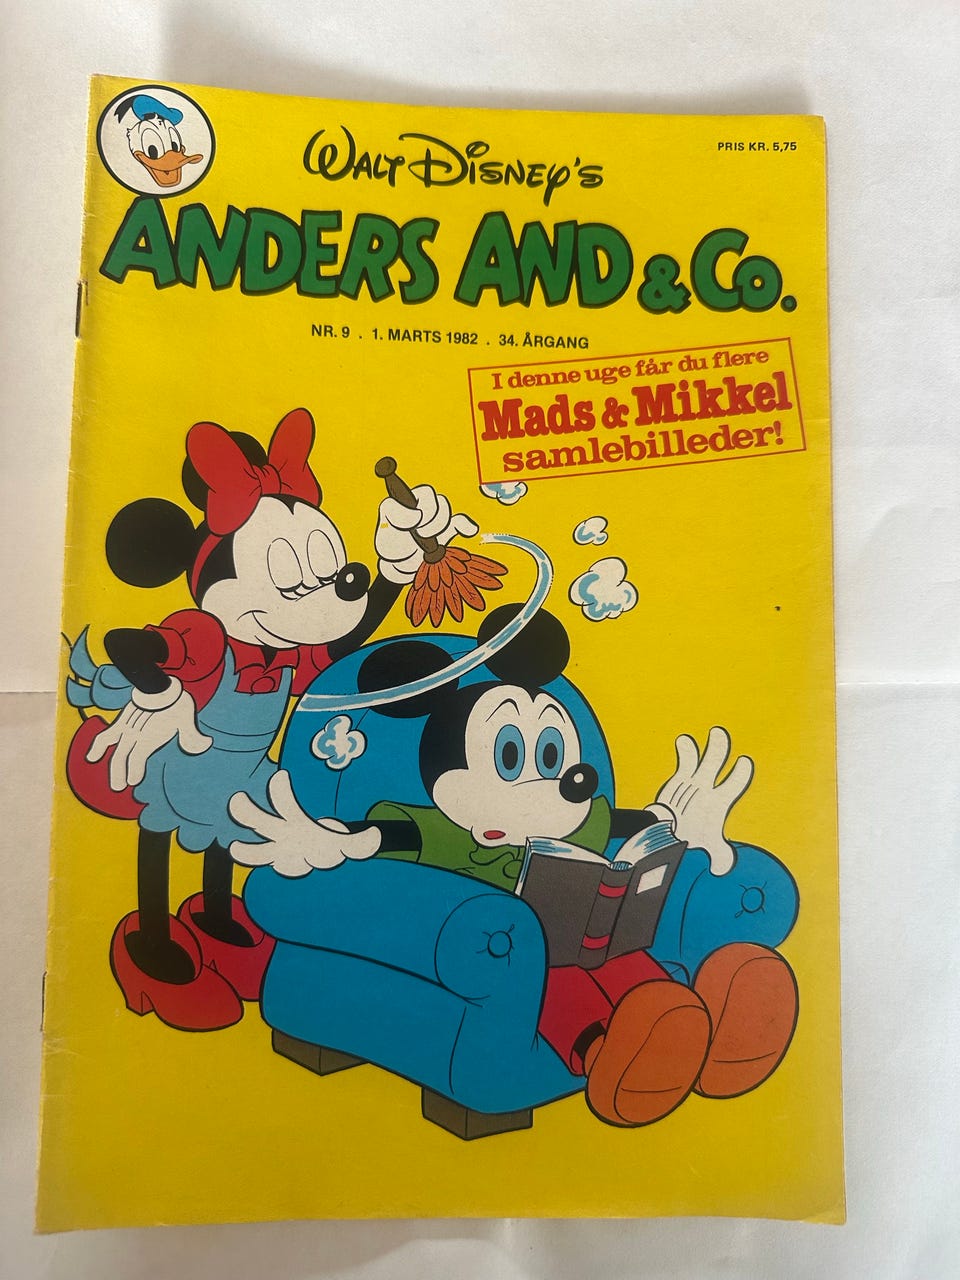 PRIS KR. 5,75
WALT DISNEY'S
ANDERS AND & CO.
NR. 9 . 1. MARTS 1982 . 34. ÅRGANG
I denne uge får du flere
Mads & Mikkel
samlebilleder!